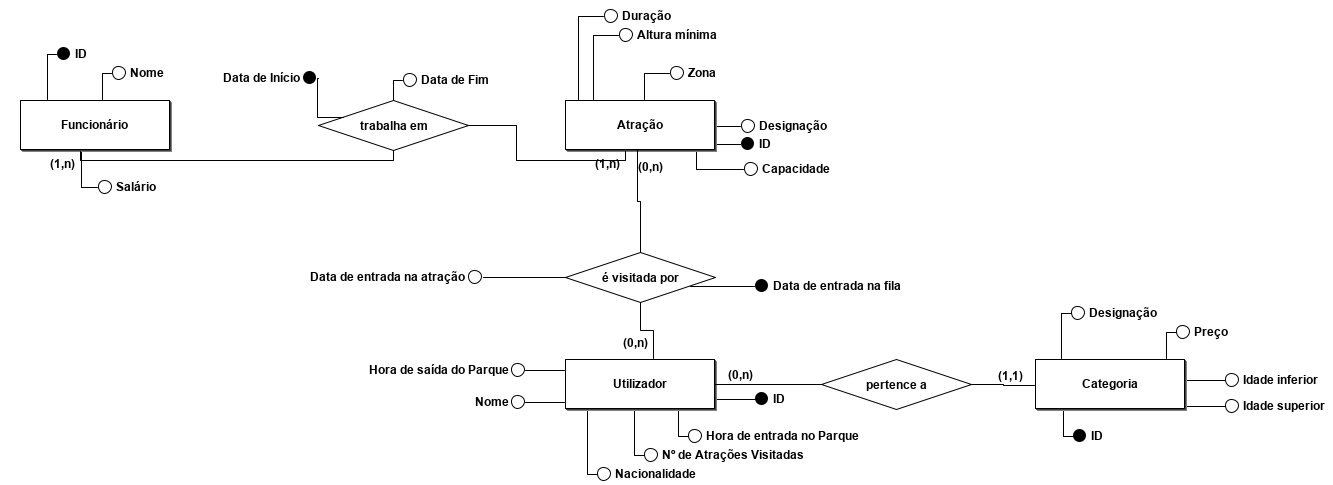 Duração
Altura mínima
ID
Nome
Data de Início
Data de Fim
Zona
Funcionário
trabalha em
Atração
Designação
ID
Capacidade
(1,n)
(1,n)
(0,n)
Salário
Data de entrada na atração
é visitada por
Data de entrada na fila
Designação
Preço
(0,n)
Hora de saída do Parque
Nome
Utilizador
(0,n)
ID
pertence a
(1,1)
Categoria
Idade inferior
Idade superior
ID
Hora de entrada no Parque
Nº de Atrações Visitadas
Nacionalidade